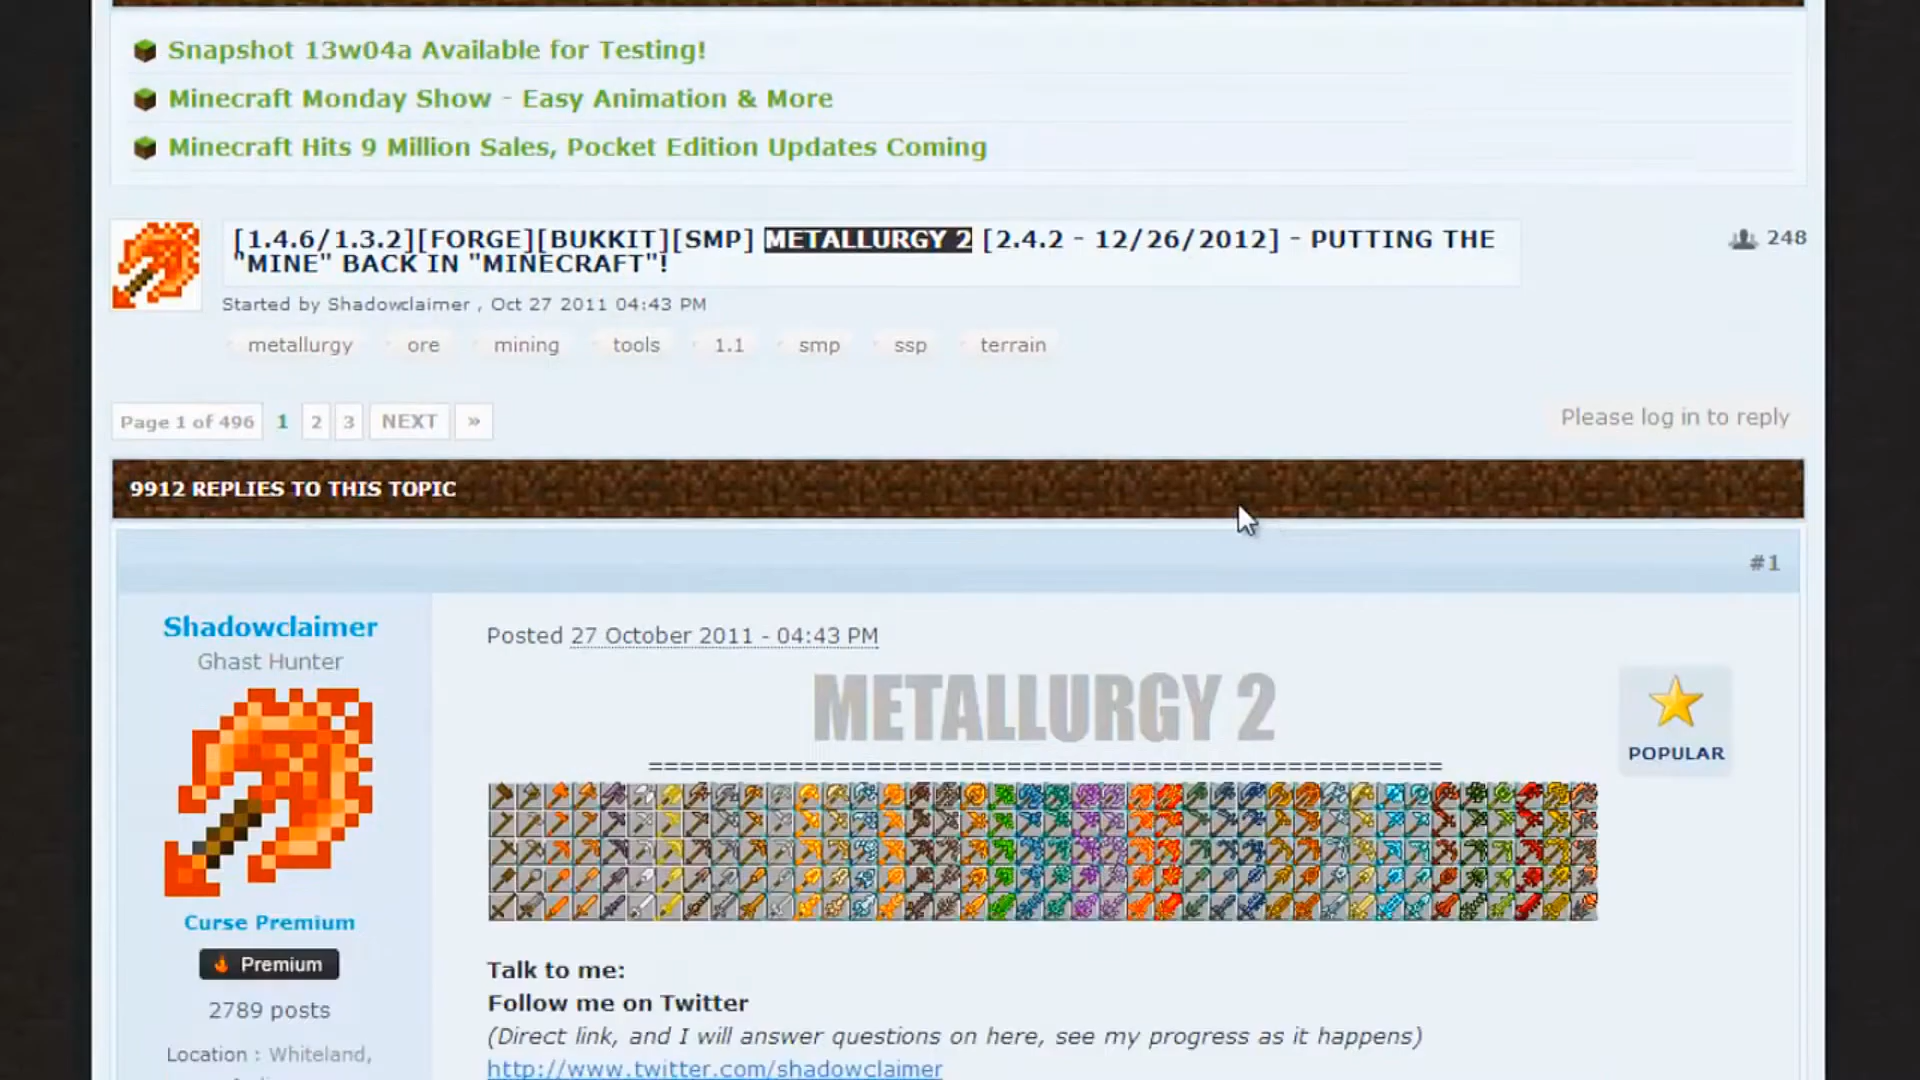 Snapshot 13w04a Available for Testing!
Minecraft Monday Show - Easy Animation & More
Minecraft Hits 9 Million Sales, Pocket Edition Updates Coming
[1.4.6/1.3.2][FORGE][BUKKIT][SMP] METALLURGY 2 [2.4.2 - 12/26/2012] - PUTTING THE
"MINE" BACK IN "MINECRAFT"!
248
Started by Shadowclaimer , Oct 27 2011 04:43 PM
metallurgy ore mining tools 1.1 smp ssp terrain
Page 1 of 496 1 2 3 NEXT »
Please log in to reply
9912 REPLIES TO THIS TOPIC
#1
Shadowclaimer
Ghast Hunter
Curse Premium
Premium
2789 posts
Location : Whiteland,
Posted 27 October 2011 - 04:43 PM
METALLURGY 2
===================================================
POPULAR
Talk to me:
Follow me on Twitter
(Direct link, and I will answer questions on here, see my progress as it happens)
http://www.twitter.com/shadowclaimer